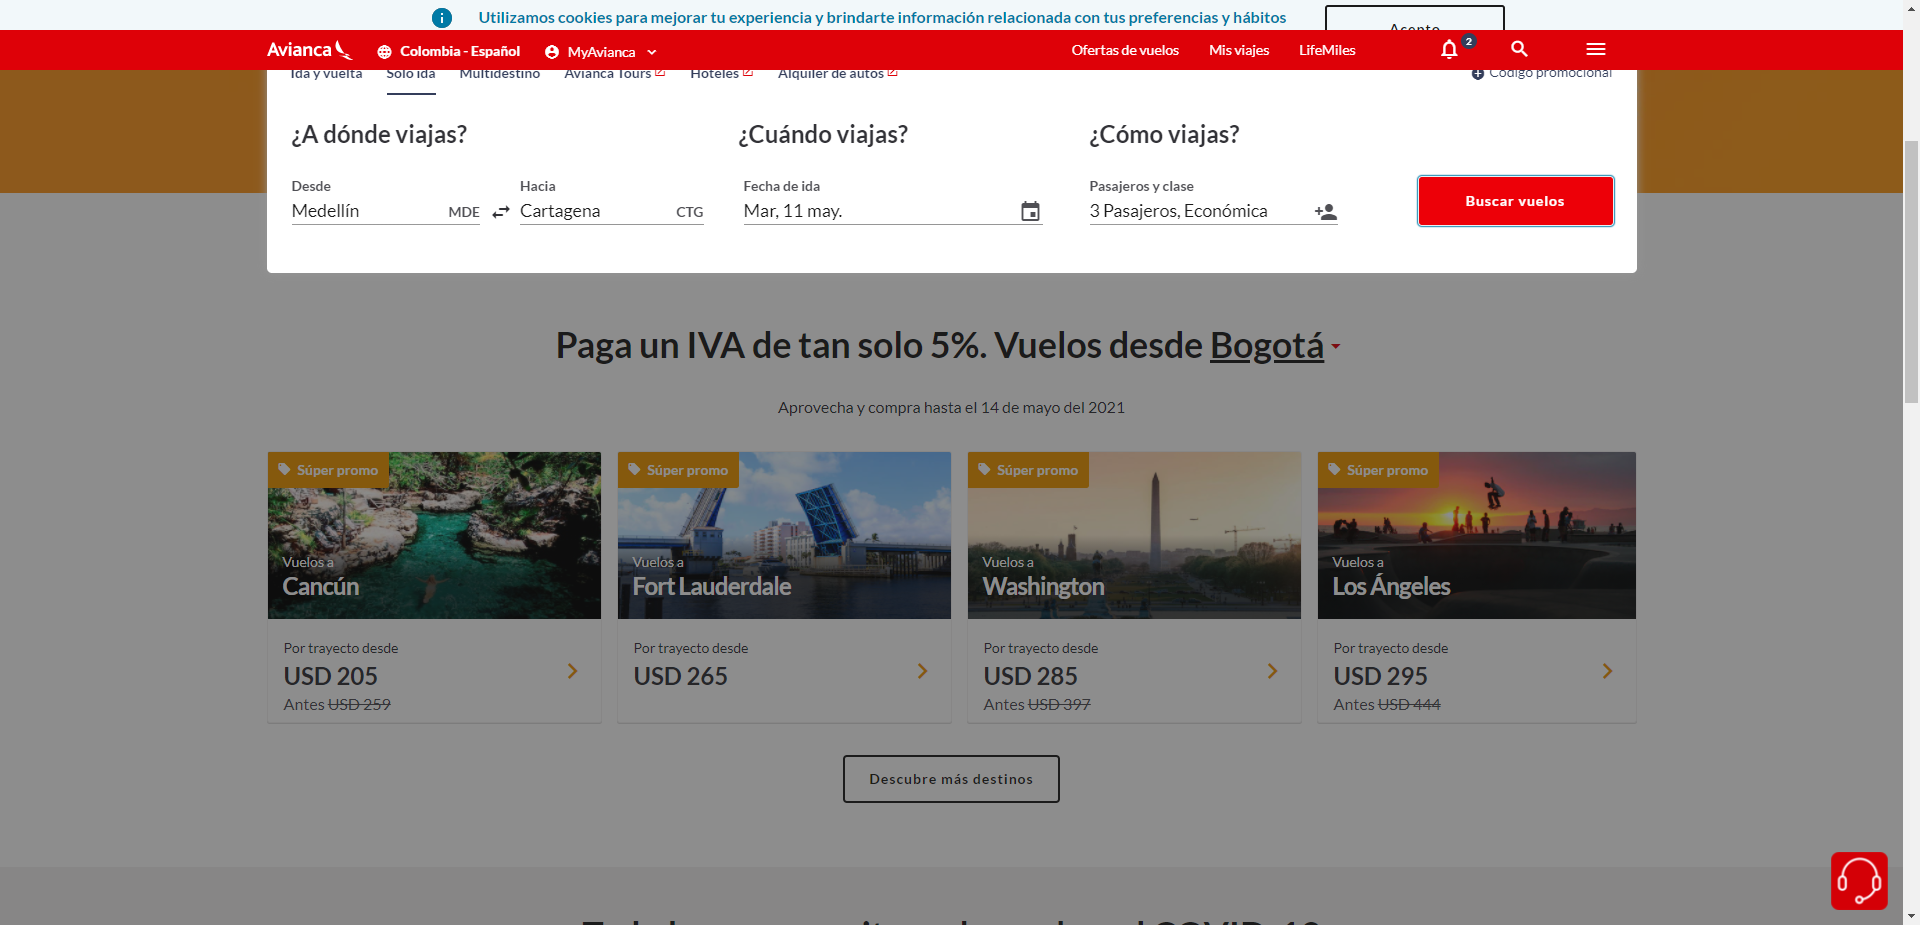 Utilizamos cookies para mejorar tu experiencia y brindarte información relacionada con tus preferencias y hábitos
Acepto
Avianca
Colombia - Español
MyAvianca
Ofertas de vuelos
Mis viajes
LifeMiles
2
Ida y vuelta
Solo ida
Multidestino
Avianca Tours
Hoteles
Alquiler de autos
Código promocional
¿A dónde viajas?
¿Cuándo viajas?
¿Cómo viajas?
Desde
Hacia
Fecha de ida
Pasajeros y clase
Medellín MDE
Cartagena CTG
Mar, 11 may.
3 Pasajeros, Económica
Buscar vuelos
Paga un IVA de tan solo 5%. Vuelos desde Bogotá
Aprovecha y compra hasta el 14 de mayo del 2021
Súper promo
Vuelos a
Cancún
Por trayecto desde
USD 205
Antes USD 259
Súper promo
Vuelos a
Fort Lauderdale
Por trayecto desde
USD 265
Súper promo
Vuelos a
Washington
Por trayecto desde
USD 285
Antes USD 397
Súper promo
Vuelos a
Los Ángeles
Por trayecto desde
USD 295
Antes USD 444
Descubre más destinos
COVID-19